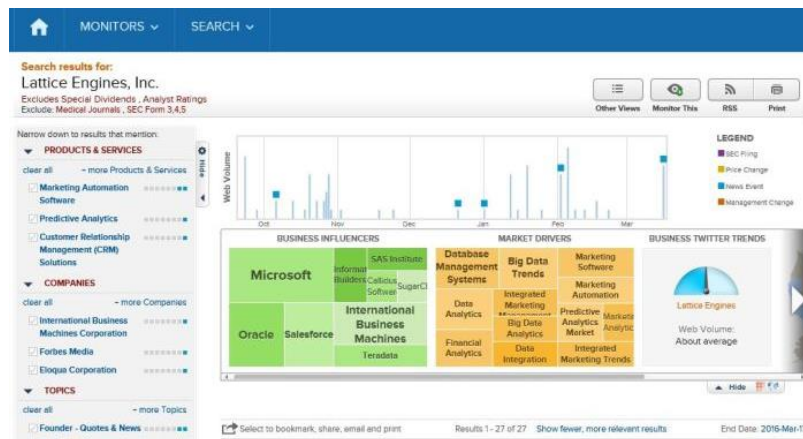 MONITORS
SEARCH
Search results for:
Lattice Engines, Inc.
Excludes Special Dividends , Analyst Ratings
Exclude: Medical Journals , SEC Form 3,4,5
Other Views
Monitor This
RSS
Print
Narrow down to results that mention:
PRODUCTS & SERVICES
clear all
~ more Products & Services
Marketing Automation
Software
Predictive Analytics
Customer Relationship
Management (CRM)
Solutions
COMPANIES
clear all
~ more Companies
International Business
Machines Corporation
Forbes Media
Eloqua Corporation
TOPICS
clear all
~ more Topics
Founder - Quotes & News
Hide
Web Volume
Oct
Nov
Dec
Jan
Feb
Mar
LEGEND
SEC Filing
Price Change
News Event
Management Change
BUSINESS INFLUENCERS
Microsoft
Informat
Builders
SAS Institute
Callidus
Softwar
SugarC
Oracle
Salesforce
International
Business
Machines
Teradata
MARKET DRIVERS
Database
Management
Systems
Big Data
Trends
Marketing
Software
Marketing
Automation
Data
Analytics
Integrated
Marketing
Big Data
Analytics
Predictive
Analytics
Market
Marketi
Analytic
Financial
Analytics
Data
Integration
Integrated
Marketing Trends
BUSINESS TWITTER TRENDS
Lattice Engines
Web Volume:
About average
Hide
Select to bookmark, share, email and print
Results 1 - 27 of 27
Show fewer, more relevant results
End Date: 2016-Mar-1